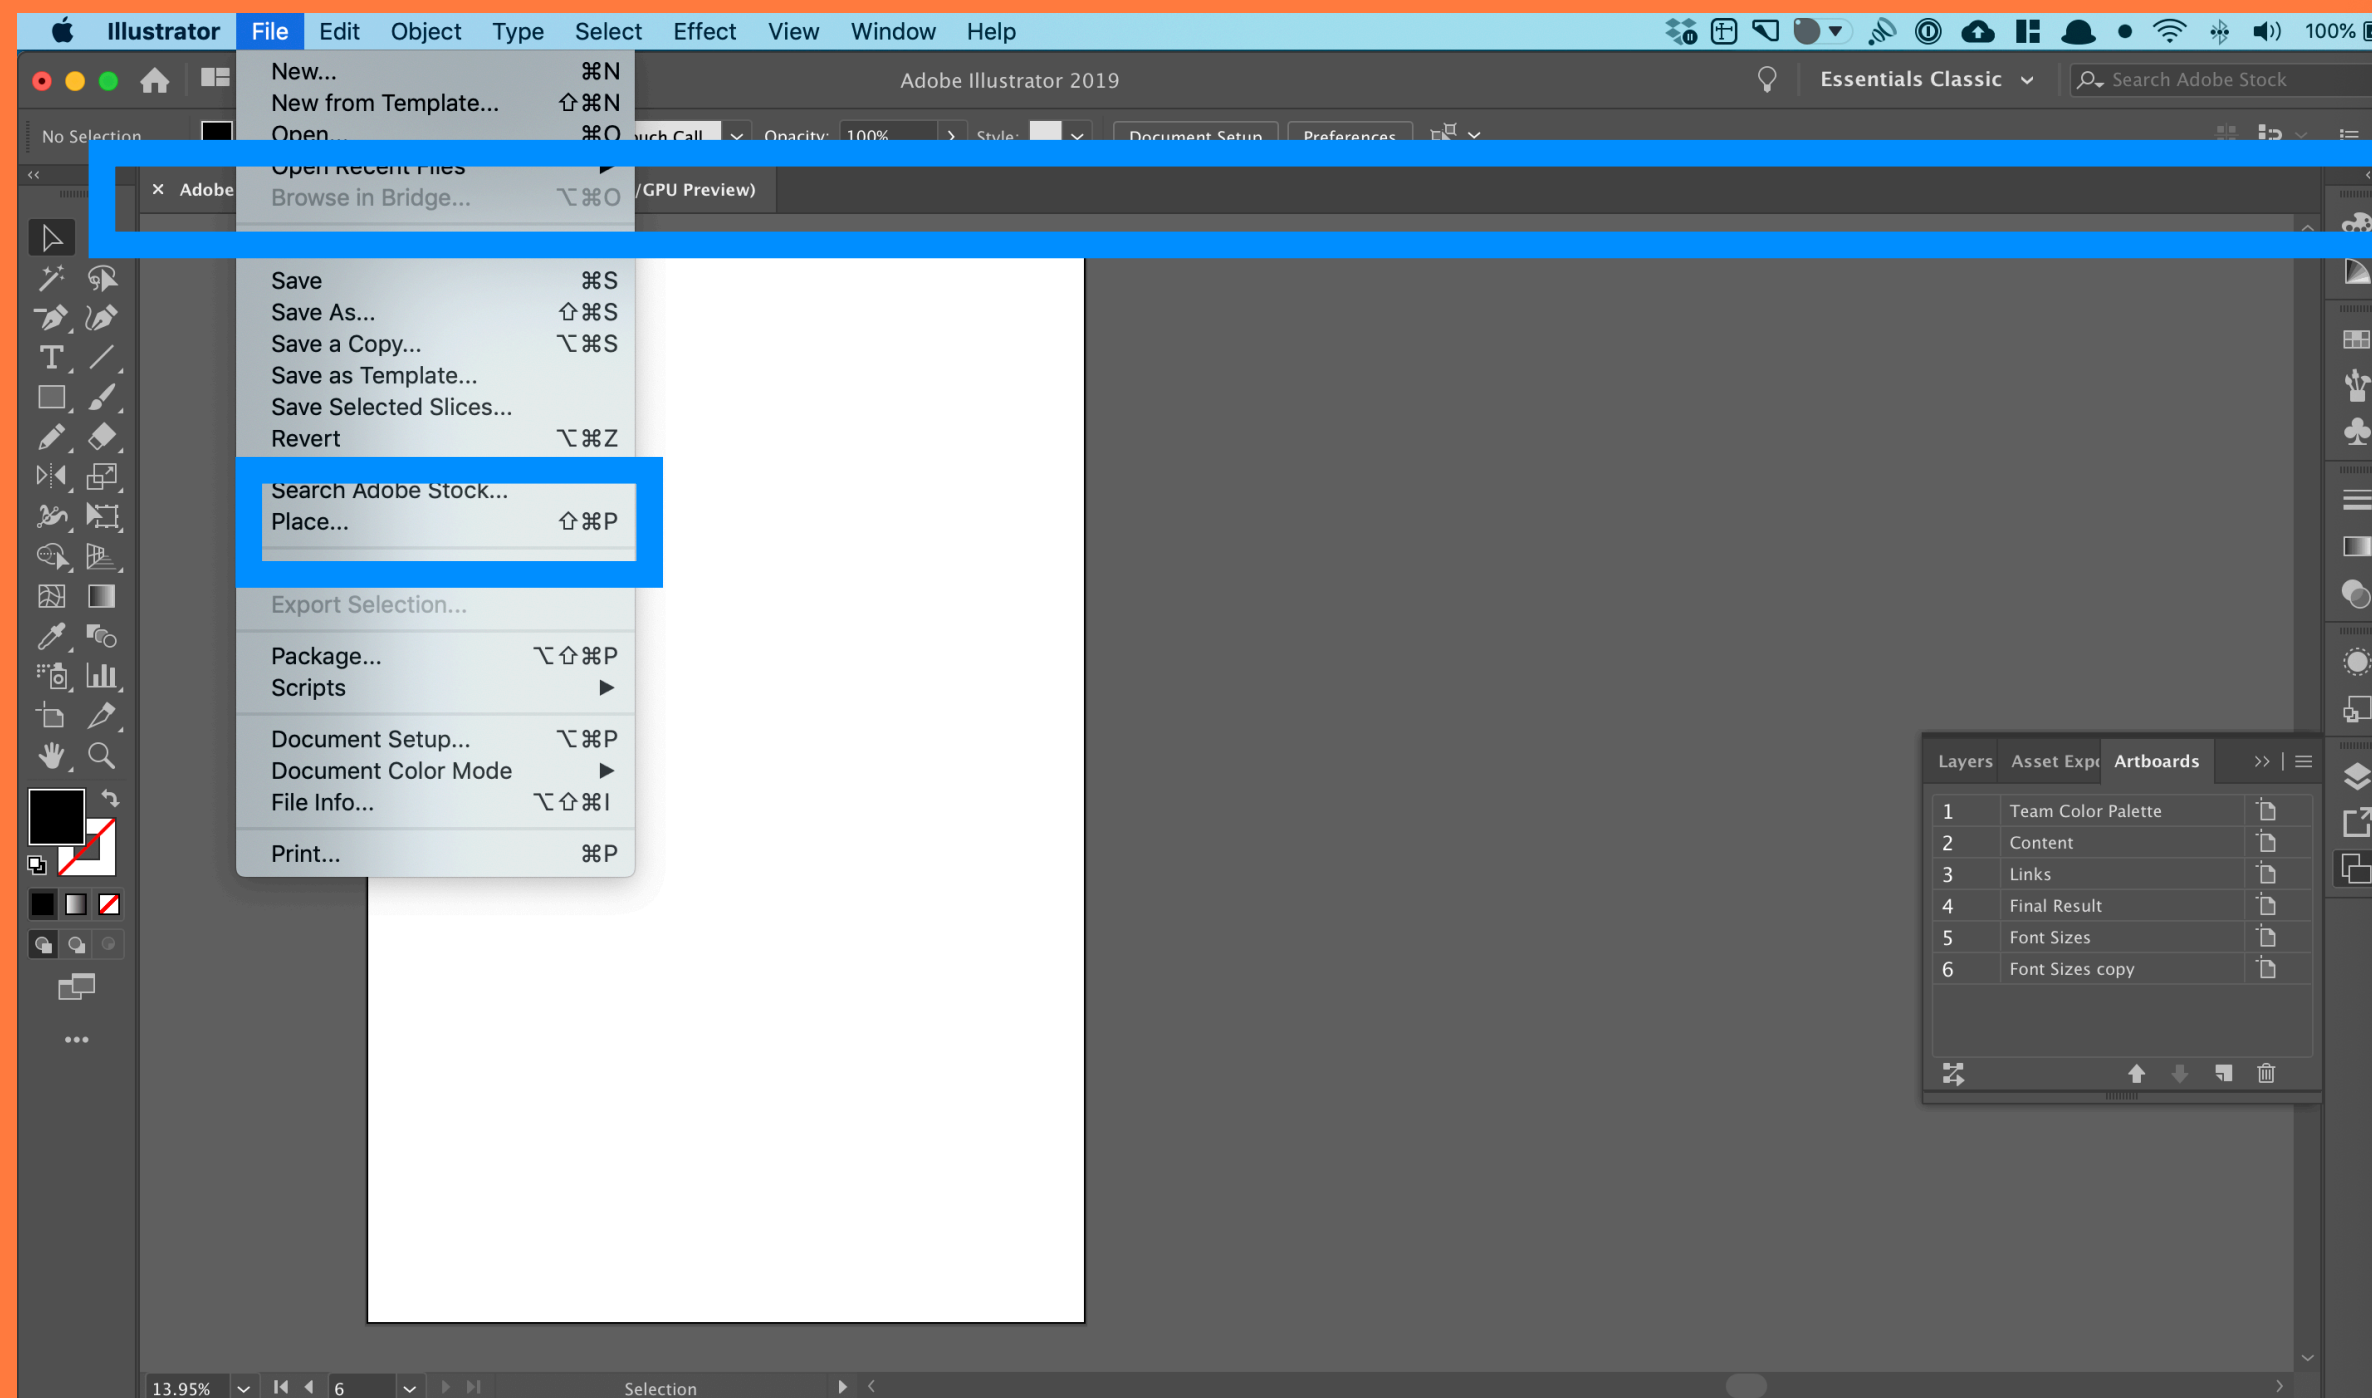 Illustrator File Edit Object Type Select Effect View Window Help 100%
Adobe Illustrator 2019 Essentials Classic Search Adobe Stock
New... ⌘N
New from Template... ⇧⌘N
No Selection Open... ⌘O Touch Call Opacity: 100% Style: Document Setup Preferences
Open Recent Files
× Adobe /GPU Preview)
Browse in Bridge... ⌥⌘O
Save ⌘S
Save As... ⇧⌘S
Save a Copy... ⌥⌘S
Save as Template...
Save Selected Slices...
Revert ⌥⌘Z
Search Adobe Stock...
Place... ⇧⌘P
Export Selection...
Package... ⌥⇧⌘P
Scripts
Document Setup... ⌥⌘P
Document Color Mode
File Info... ⌥⇧⌘I
Print... ⌘P
Layers Asset Expo Artboards
1 Team Color Palette
2 Content
3 Links
4 Final Result
5 Font Sizes
6 Font Sizes copy
13.95% 6 Selection